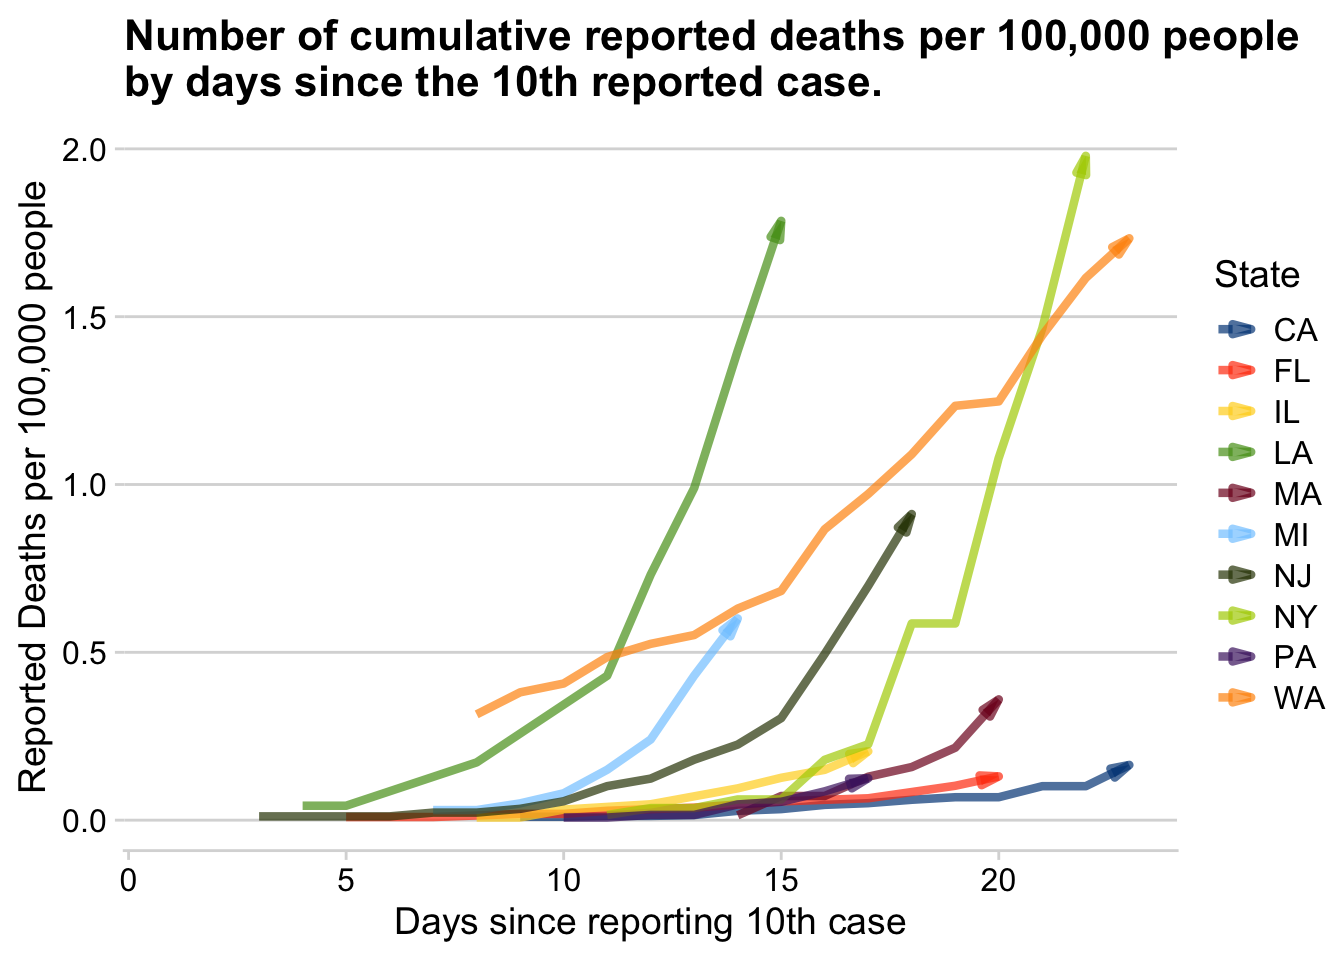 Number of cumulative reported deaths per 100,000 people
by days since the 10th reported case.
Reported Deaths per 100,000 people
2.0
1.5
1.0
0.5
0.0
0
5
10
15
20
Days since reporting 10th case
State
CA
FL
IL
LA
MA
MI
NJ
NY
PA
WA